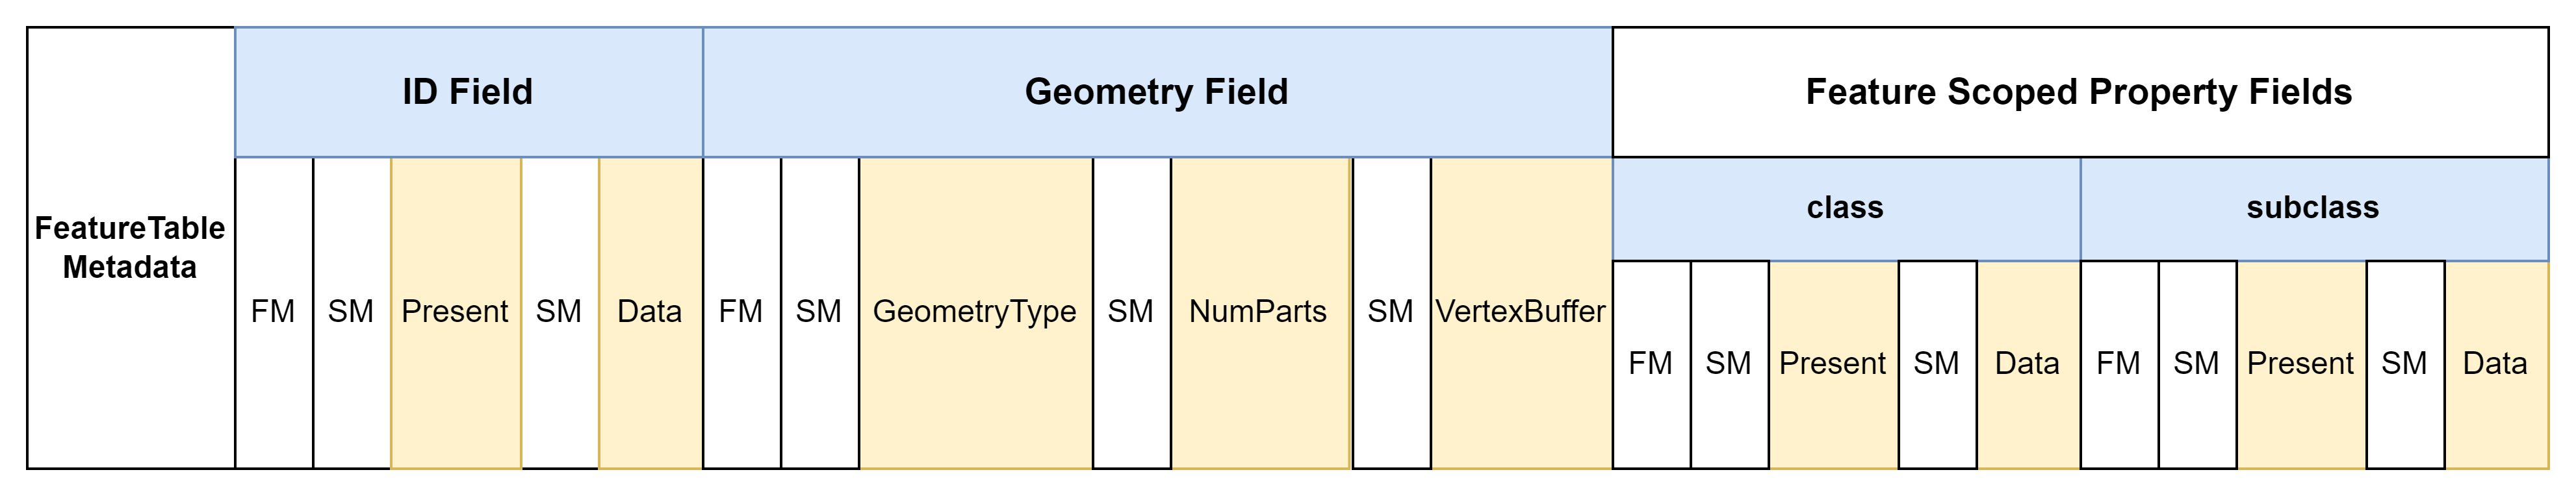 ID Field
Geometry Field
Feature Scoped Property Fields
FeatureTable
Metadata
class
subclass
FM
SM
Present
SM
Data
FM
SM
GeometryType
SM
NumParts
SM
VertexBuffer
FM
SM
Present
SM
Data
FM
SM
Present
SM
Data